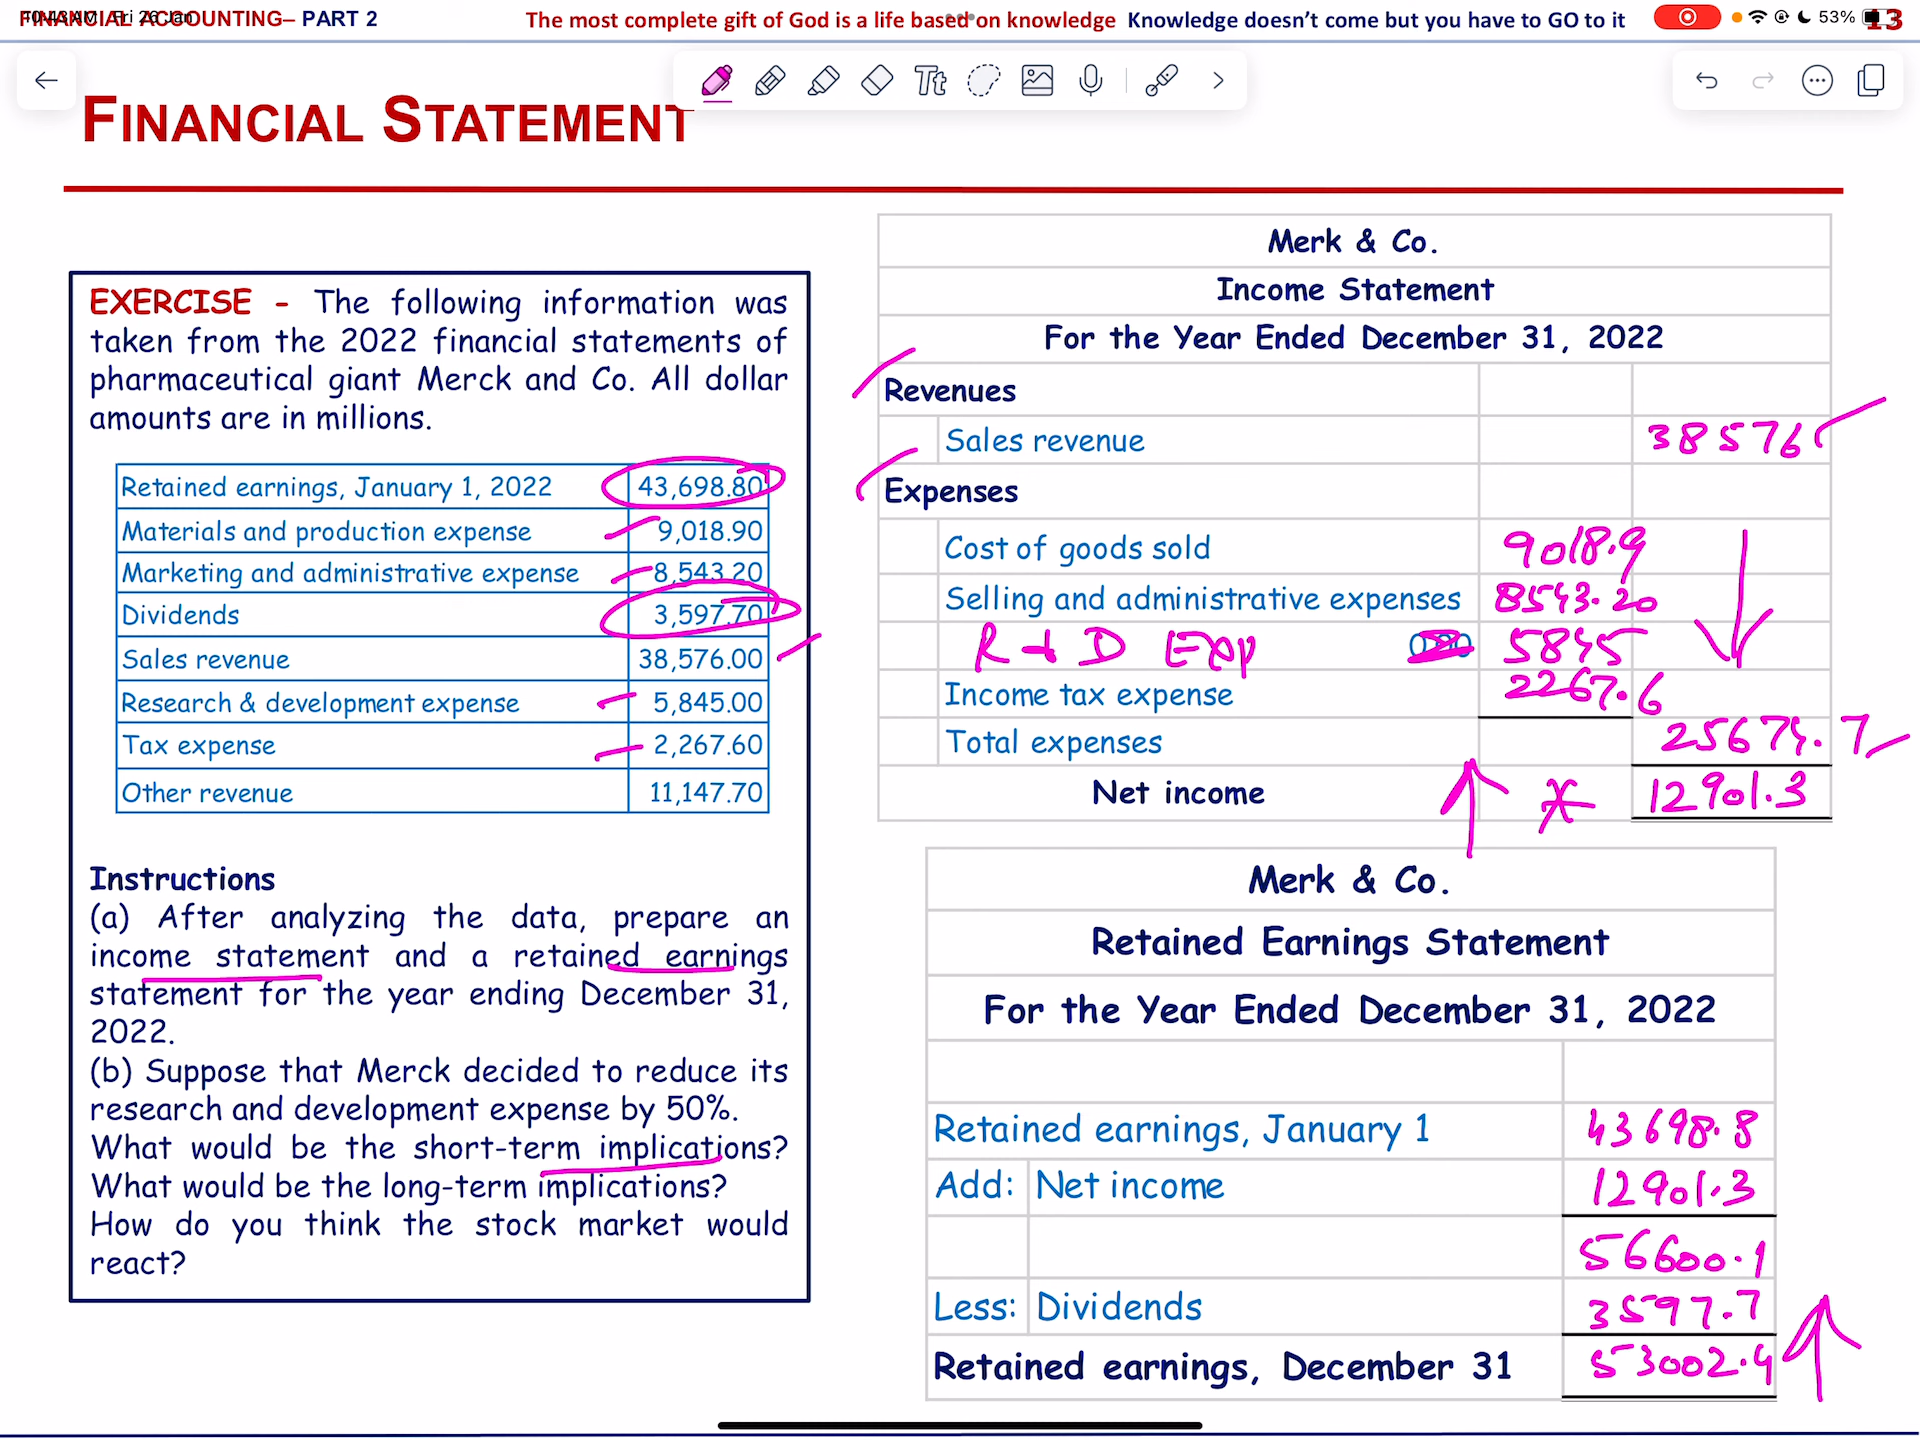 FINANCIAL ACCOUNTING– PART 2
10:43 AM Fri 26 Jan
The most complete gift of God is a life based on knowledge Knowledge doesn’t come but you have to GO to it
53%
13
Tt
FINANCIAL STATEMENT
EXERCISE - The following information was
taken from the 2022 financial statements of
pharmaceutical giant Merck and Co. All dollar
amounts are in millions.
Retained earnings, January 1, 2022 43,698.80
Materials and production expense 9,018.90
Marketing and administrative expense 8,543.20
Dividends 3,597.70
Sales revenue 38,576.00
Research & development expense 5,845.00
Tax expense 2,267.60
Other revenue 11,147.70
Instructions
(a) After analyzing the data, prepare an
income statement and a retained earnings
statement for the year ending December 31,
2022.
(b) Suppose that Merck decided to reduce its
research and development expense by 50%.
What would be the short-term implications?
What would be the long-term implications?
How do you think the stock market would
react?
Merk & Co.
Income Statement
For the Year Ended December 31, 2022
Revenues
Sales revenue 38576
Expenses
Cost of goods sold 9018.9
Selling and administrative expenses 8543.20
R & D Exp 5845
Income tax expense 2267.6
Total expenses 25674.7
Net income 12901.3
Merk & Co.
Retained Earnings Statement
For the Year Ended December 31, 2022
Retained earnings, January 1 43698.8
Add: Net income 12901.3
56600.1
Less: Dividends 3597.7
Retained earnings, December 31 53002.4